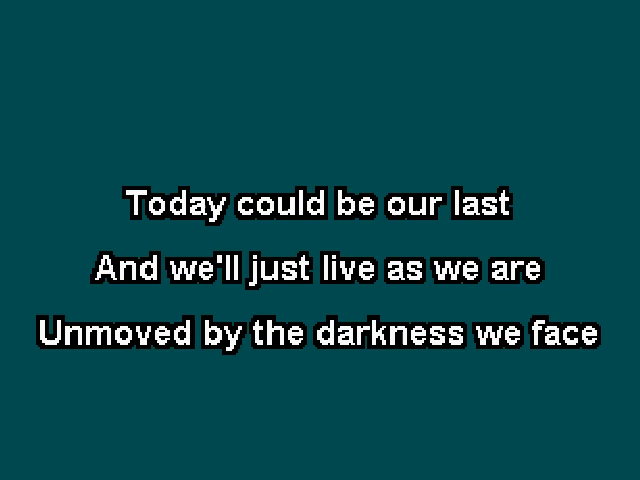 Today could be our last
And we'll just live as we are
Unmoved by the darkness we face